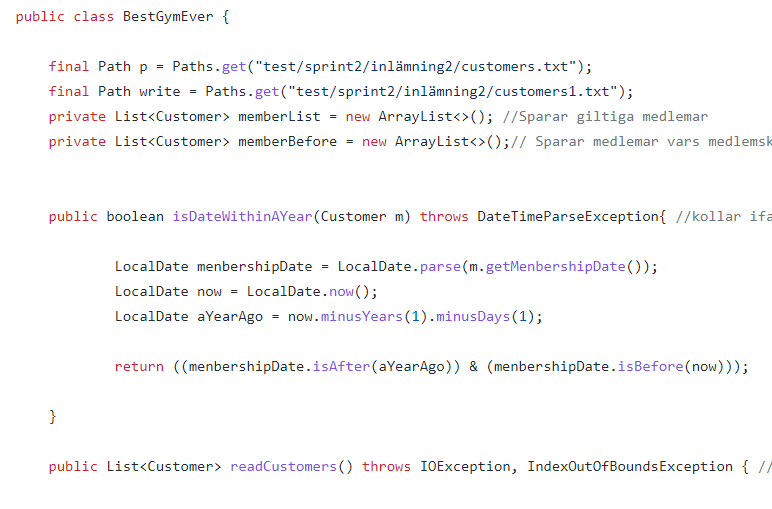 public class BestGymEver {
final Path p = Paths.get("test/sprint2/inlämning2/customers.txt");
final Path write = Paths.get("test/sprint2/inlämning2/customers1.txt");
private List<Customer> memberList = new ArrayList<>(); //Sparar giltiga medlemar
private List<Customer> memberBefore = new ArrayList<>();// Sparar medlemar vars medlemsk
public boolean isDateWithinAYear(Customer m) throws DateTimeParseException{ //kollar ifa
LocalDate menbershipDate = LocalDate.parse(m.getMenbershipDate());
LocalDate now = LocalDate.now();
LocalDate aYearAgo = now.minusYears(1).minusDays(1);
return ((menbershipDate.isAfter(aYearAgo)) & (menbershipDate.isBefore(now)));
}
public List<Customer> readCustomers() throws IOException, IndexOutOfBoundsException { //